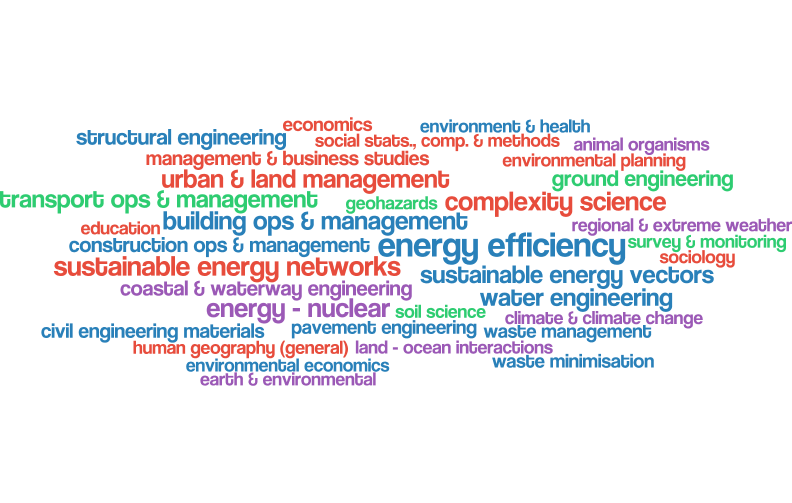 economics
environment & health
structural engineering
social stats., comp. & methods
animal organisms
management & business studies
environmental planning
urban & land management
ground engineering
transport ops & management
geohazards
complexity science
education
building ops & management
regional & extreme weather
construction ops & management
energy efficiency
survey & monitoring
sociology
sustainable energy networks
sustainable energy vectors
coastal & waterway engineering
water engineering
energy - nuclear
soil science
climate & climate change
civil engineering materials
pavement engineering
waste management
human geography (general)
land - ocean interactions
environmental economics
waste minimisation
earth & environmental